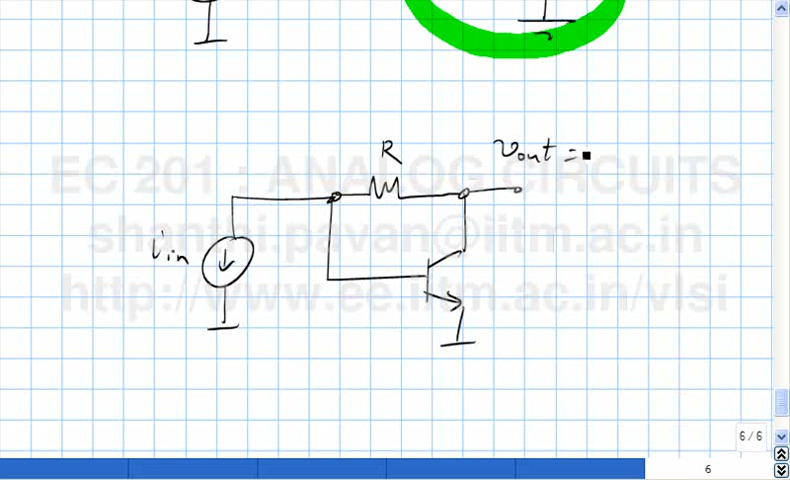 R
Vout =
EC 201 : ANALOG CIRCUITS
shanthi.pavan@iitm.ac.in
iin
http://www.ee.iitm.ac.in/vlsi
6 / 6
6